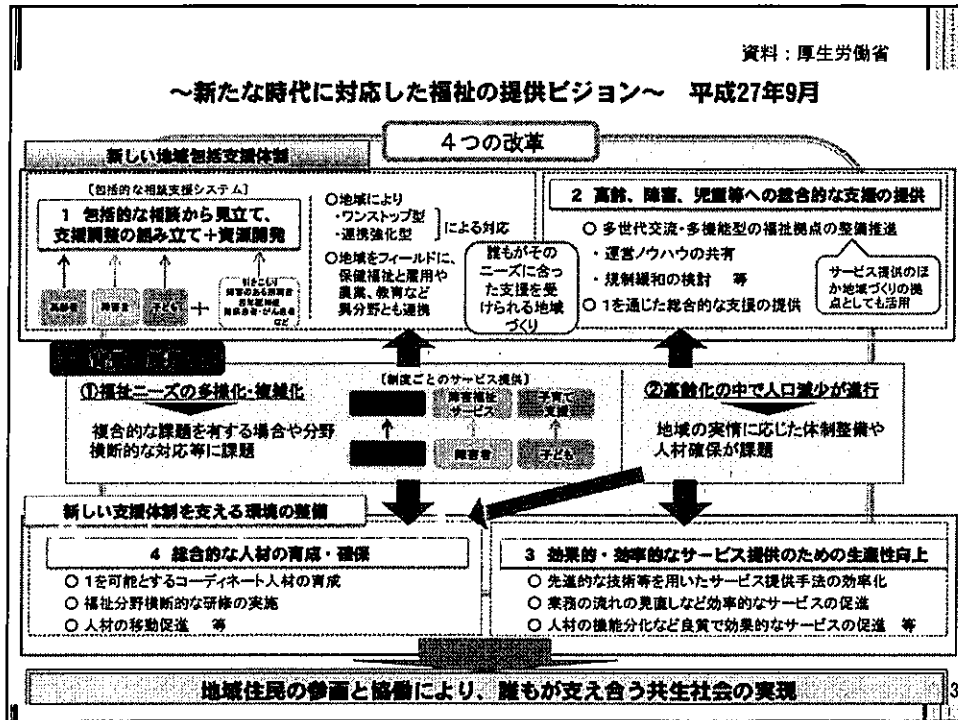 資料：厚生労働省
～新たな時代に対応した福祉の提供ビジョン～　平成27年9月
4つの改革
新しい地域包括支援体制
［包括的な相談支援システム］
1 包括的な相談から見立て、
支援調整の組み立て＋資源開発
高齢者
障害者
子ども
＋
引きこもり
障害のある
など
○地域により
・ワンストップ型
・連携強化型
による対応
○地域をフィールドに、
保健福祉と雇用や
農業、教育など
異分野とも連携
誰もがその
ニーズに合っ
た支援を受
けられる地域
づくり
2 高齢、障害、児童等への総合的な支援の提供
○ 多世代交流・多機能型の福祉拠点の整備推進
・運営ノウハウの共有
・規制緩和の検討　等
○ 1を通じた総合的な支援の提供
サービス提供のほ
か地域づくりの拠
点としても活用
①福祉ニーズの多様化・複雑化
複合的な課題を有する場合や分野
横断的な対応等に課題
［制度ごとのサービス提供］
障害福祉
サービス
子育て
支援
障害者
子ども
②高齢化の中で人口減少が進行
地域の実情に応じた体制整備や
人材確保が課題
新しい支援体制を支える環境の整備
4 総合的な人材の育成・確保
○ 1を可能とするコーディネート人材の育成
○ 福祉分野横断的な研修の実施
○ 人材の移動促進　等
3 効果的・効率的なサービス提供のための生産性向上
○ 先進的な技術等を用いたサービス提供手法の効率化
○ 業務の流れの見直しなど効率的なサービスの促進
○ 人材の機能分化など良質で効果的なサービスの促進　等
地域住民の参画と協働により、誰もが支え合う共生社会の実現
3